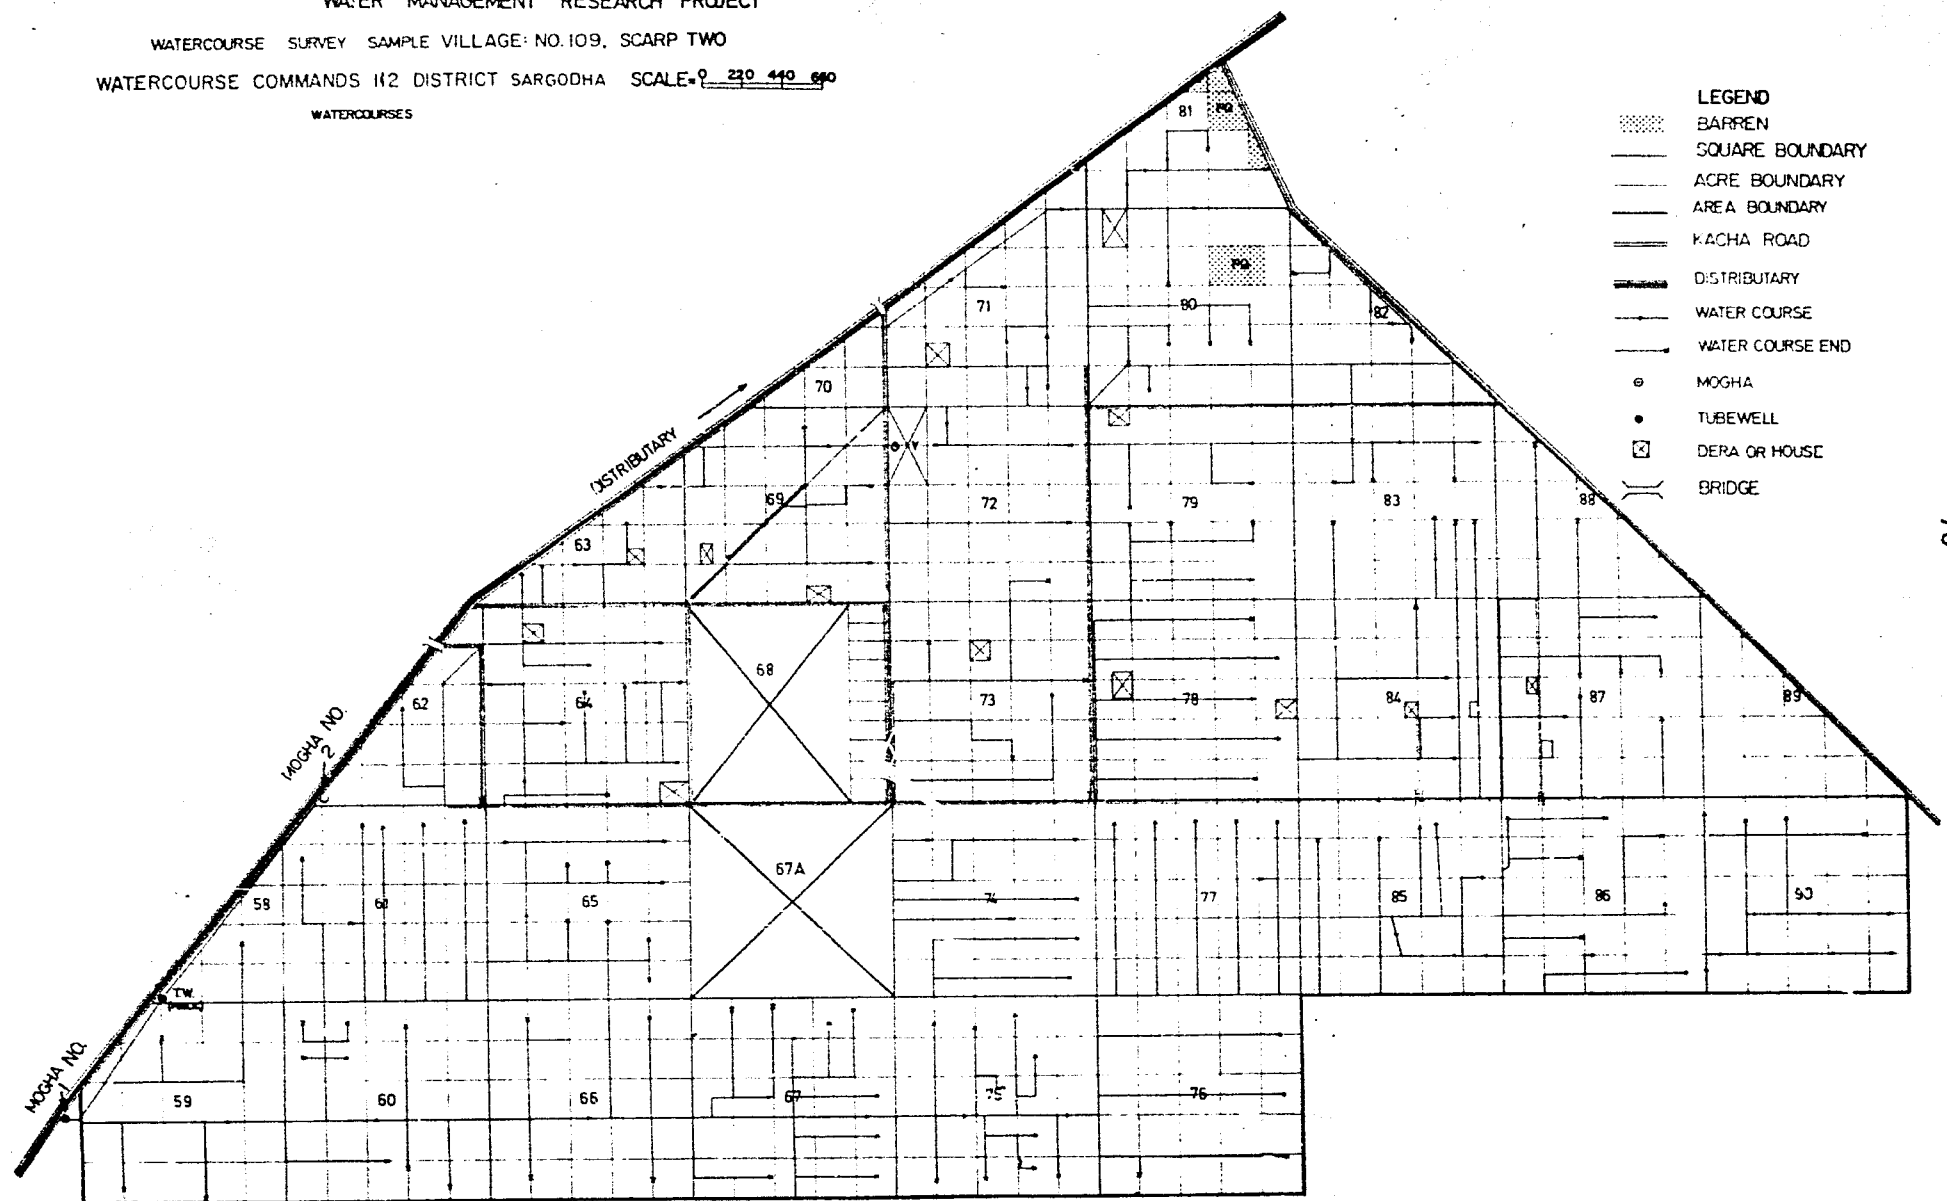 WATER MANAGEMENT RESEARCH PROJECT
WATERCOURSE SURVEY SAMPLE VILLAGE: NO. 109, SCARP TWO
WATERCOURSE COMMANDS 1&2 DISTRICT SARGODHA SCALE= 0 220 440 660
WATERCOURSES
LEGEND
BARREN
SQUARE BOUNDARY
ACRE BOUNDARY
AREA BOUNDARY
KACHA ROAD
DISTRIBUTARY
WATER COURSE
WATER COURSE END
MOGHA
TUBEWELL
DERA OR HOUSE
BRIDGE
81
71
80
82
70
DISTRIBUTARY
69
72
79
83
88
63
68
62
64
73
78
84
87
89
MOGHA NO. 2
67A
58
61
65
74
77
85
86
90
T.W.
MOGHA NO. 1
59
60
66
67
75
76